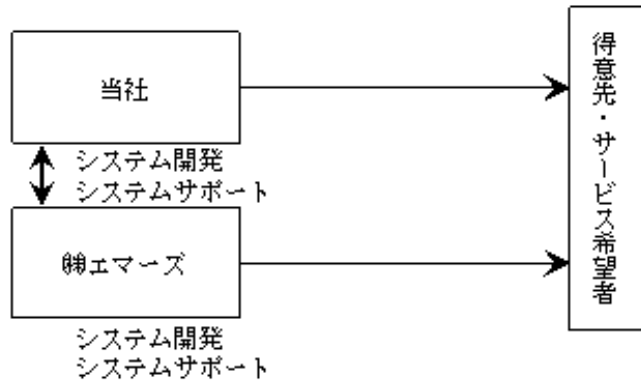 当社
システム開発
システムサポート
㈱エマーズ
システム開発
システムサポート
得意先・サービス希望者